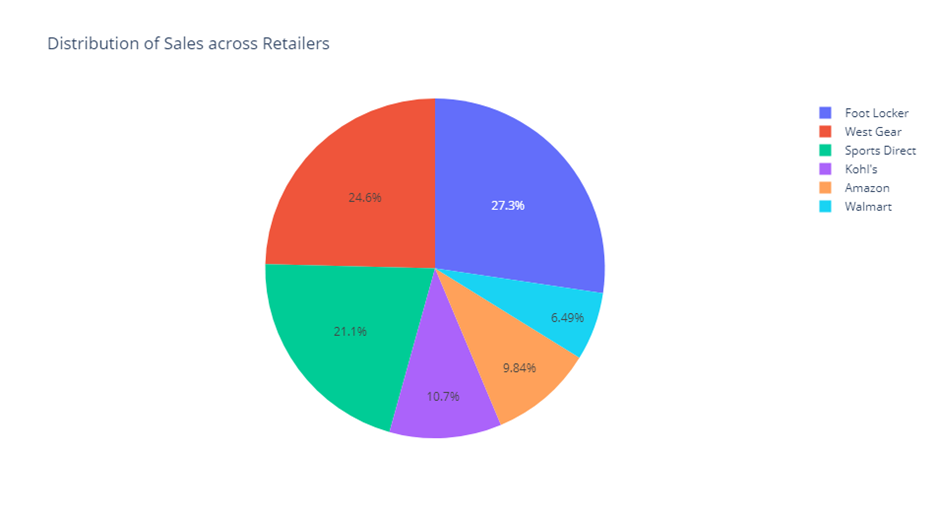 Distribution of Sales across Retailers
Foot Locker
West Gear
Sports Direct
Kohl's
Amazon
Walmart
24.6%
27.3%
6.49%
21.1%
9.84%
10.7%